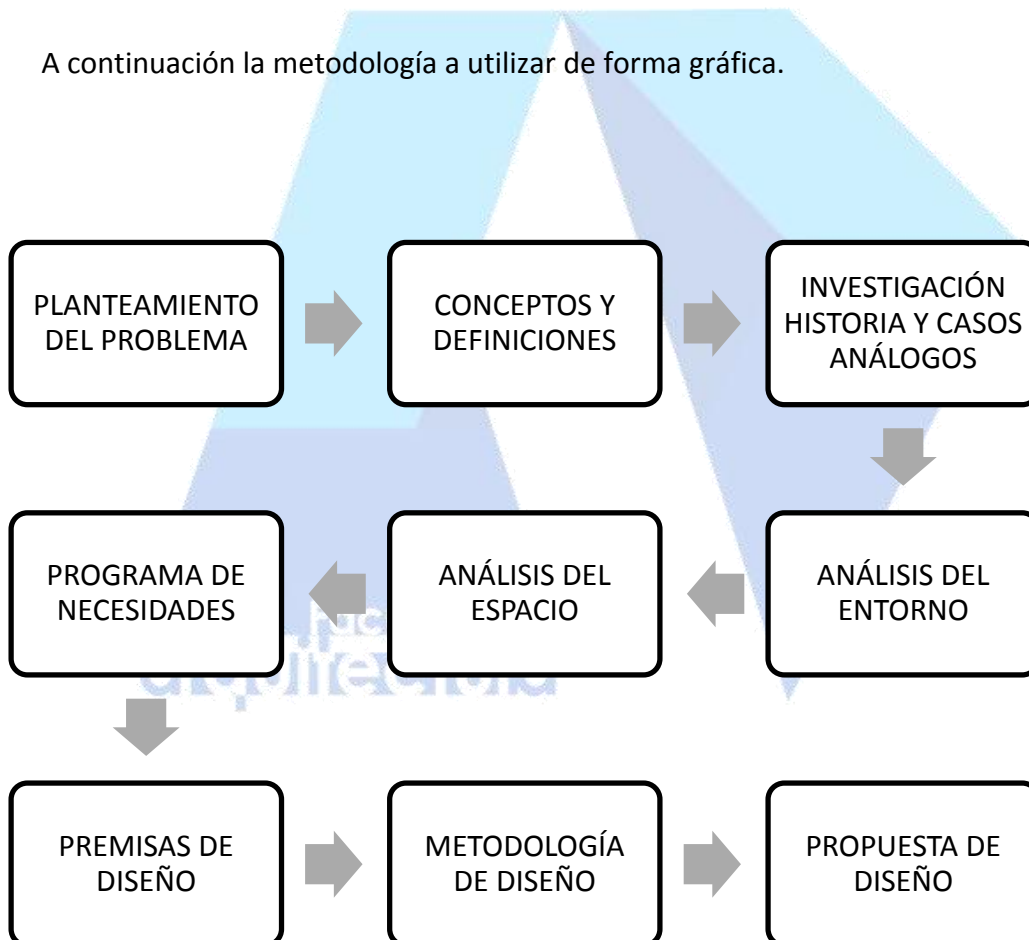 A continuación la metodología a utilizar de forma gráfica.
PLANTEAMIENTO
DEL PROBLEMA
CONCEPTOS Y
DEFINICIONES
INVESTIGACIÓN
HISTORIA Y CASOS
ANÁLOGOS
ANÁLISIS DEL
ENTORNO
ANÁLISIS DEL
ESPACIO
PROGRAMA DE
NECESIDADES
PREMISAS DE
DISEÑO
METODOLOGÍA
DE DISEÑO
PROPUESTA DE
DISEÑO